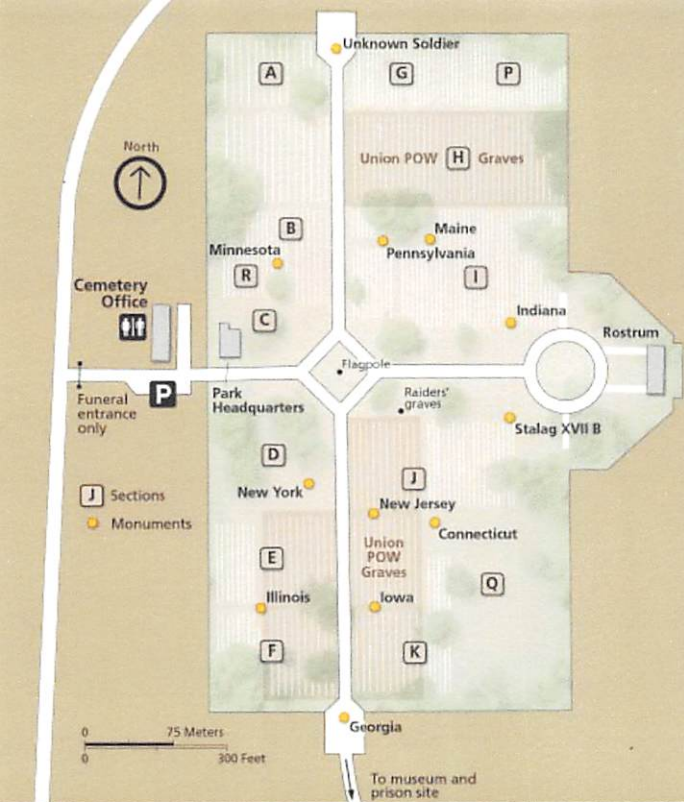 Unknown Soldier
A
G
P
North
Union POW
H
Graves
B
Maine
Minnesota
Pennsylvania
R
I
Cemetery
Office
C
Indiana
Rostrum
Flagpole
P
Funeral
entrance
only
Park
Headquarters
Raiders'
graves
Stalag XVII B
D
J
New York
J Sections
Monuments
New Jersey
Connecticut
Union
POW
Graves
E
Q
Illinois
Iowa
F
K
Georgia
0 75 Meters
0 300 Feet
To museum and
prison site